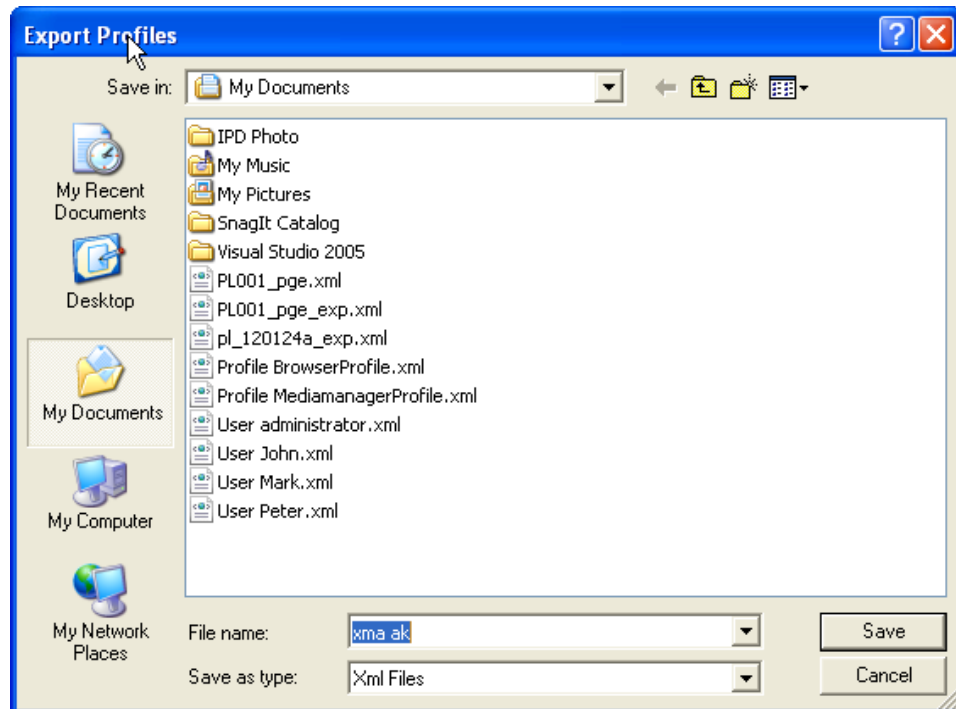 Export Profiles
Save in:
My Documents
My Recent
Documents
Desktop
My Documents
My Computer
My Network
Places
IPD Photo
My Music
My Pictures
SnagIt Catalog
Visual Studio 2005
PL001_pge.xml
PL001_pge_exp.xml
pl_120124a_exp.xml
Profile BrowserProfile.xml
Profile MediamanagerProfile.xml
User administrator.xml
User John.xml
User Mark.xml
User Peter.xml
File name:
xma ak
Save
Save as type:
Xml Files
Cancel